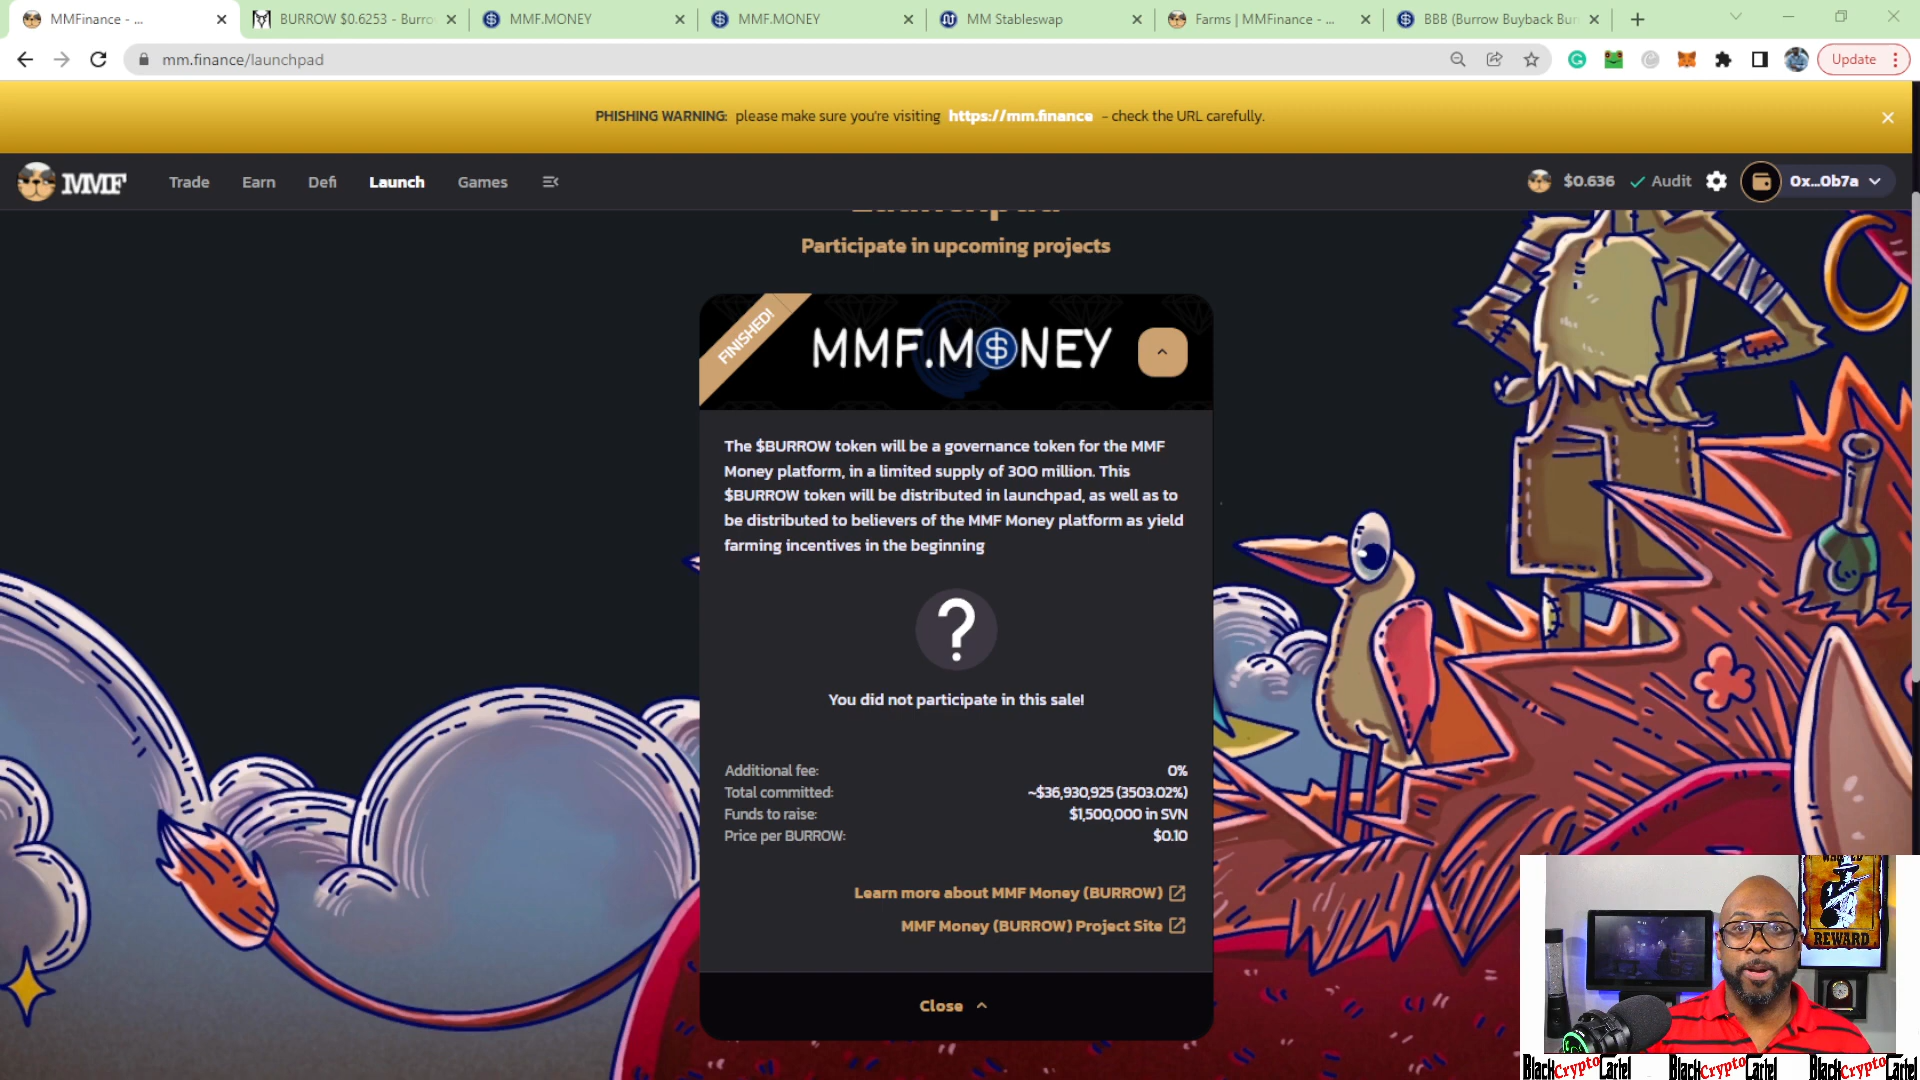 MMFinance - ...
BURROW $0.6253 - Burro
MMF.MONEY
MMF.MONEY
MM Stableswap
Farms | MMFinance - ...
BBB (Burrow Buyback Bur
mm.finance/launchpad
Update
PHISHING WARNING: please make sure you're visiting https://mm.finance - check the URL carefully.
MMF
Trade
Earn
Defi
Launch
Games
$0.636
Audit
0x...0b7a
Launchpad
Participate in upcoming projects
FINISHED!
MMF.MONEY
The $BURROW token will be a governance token for the MMF
Money platform, in a limited supply of 300 million. This
$BURROW token will be distributed in launchpad, as well as to
be distributed to believers of the MMF Money platform as yield
farming incentives in the beginning
?
You did not participate in this sale!
Additional fee: 0%
Total committed: ~$36,930,925 (3503.02%)
Funds to raise: $1,500,000 in SVN
Price per BURROW: $0.10
Learn more about MMF Money (BURROW)
MMF Money (BURROW) Project Site
Close
WANTED
REWARD
BlackCryptoCartel BlackCryptoCartel BlackCryptoCartel